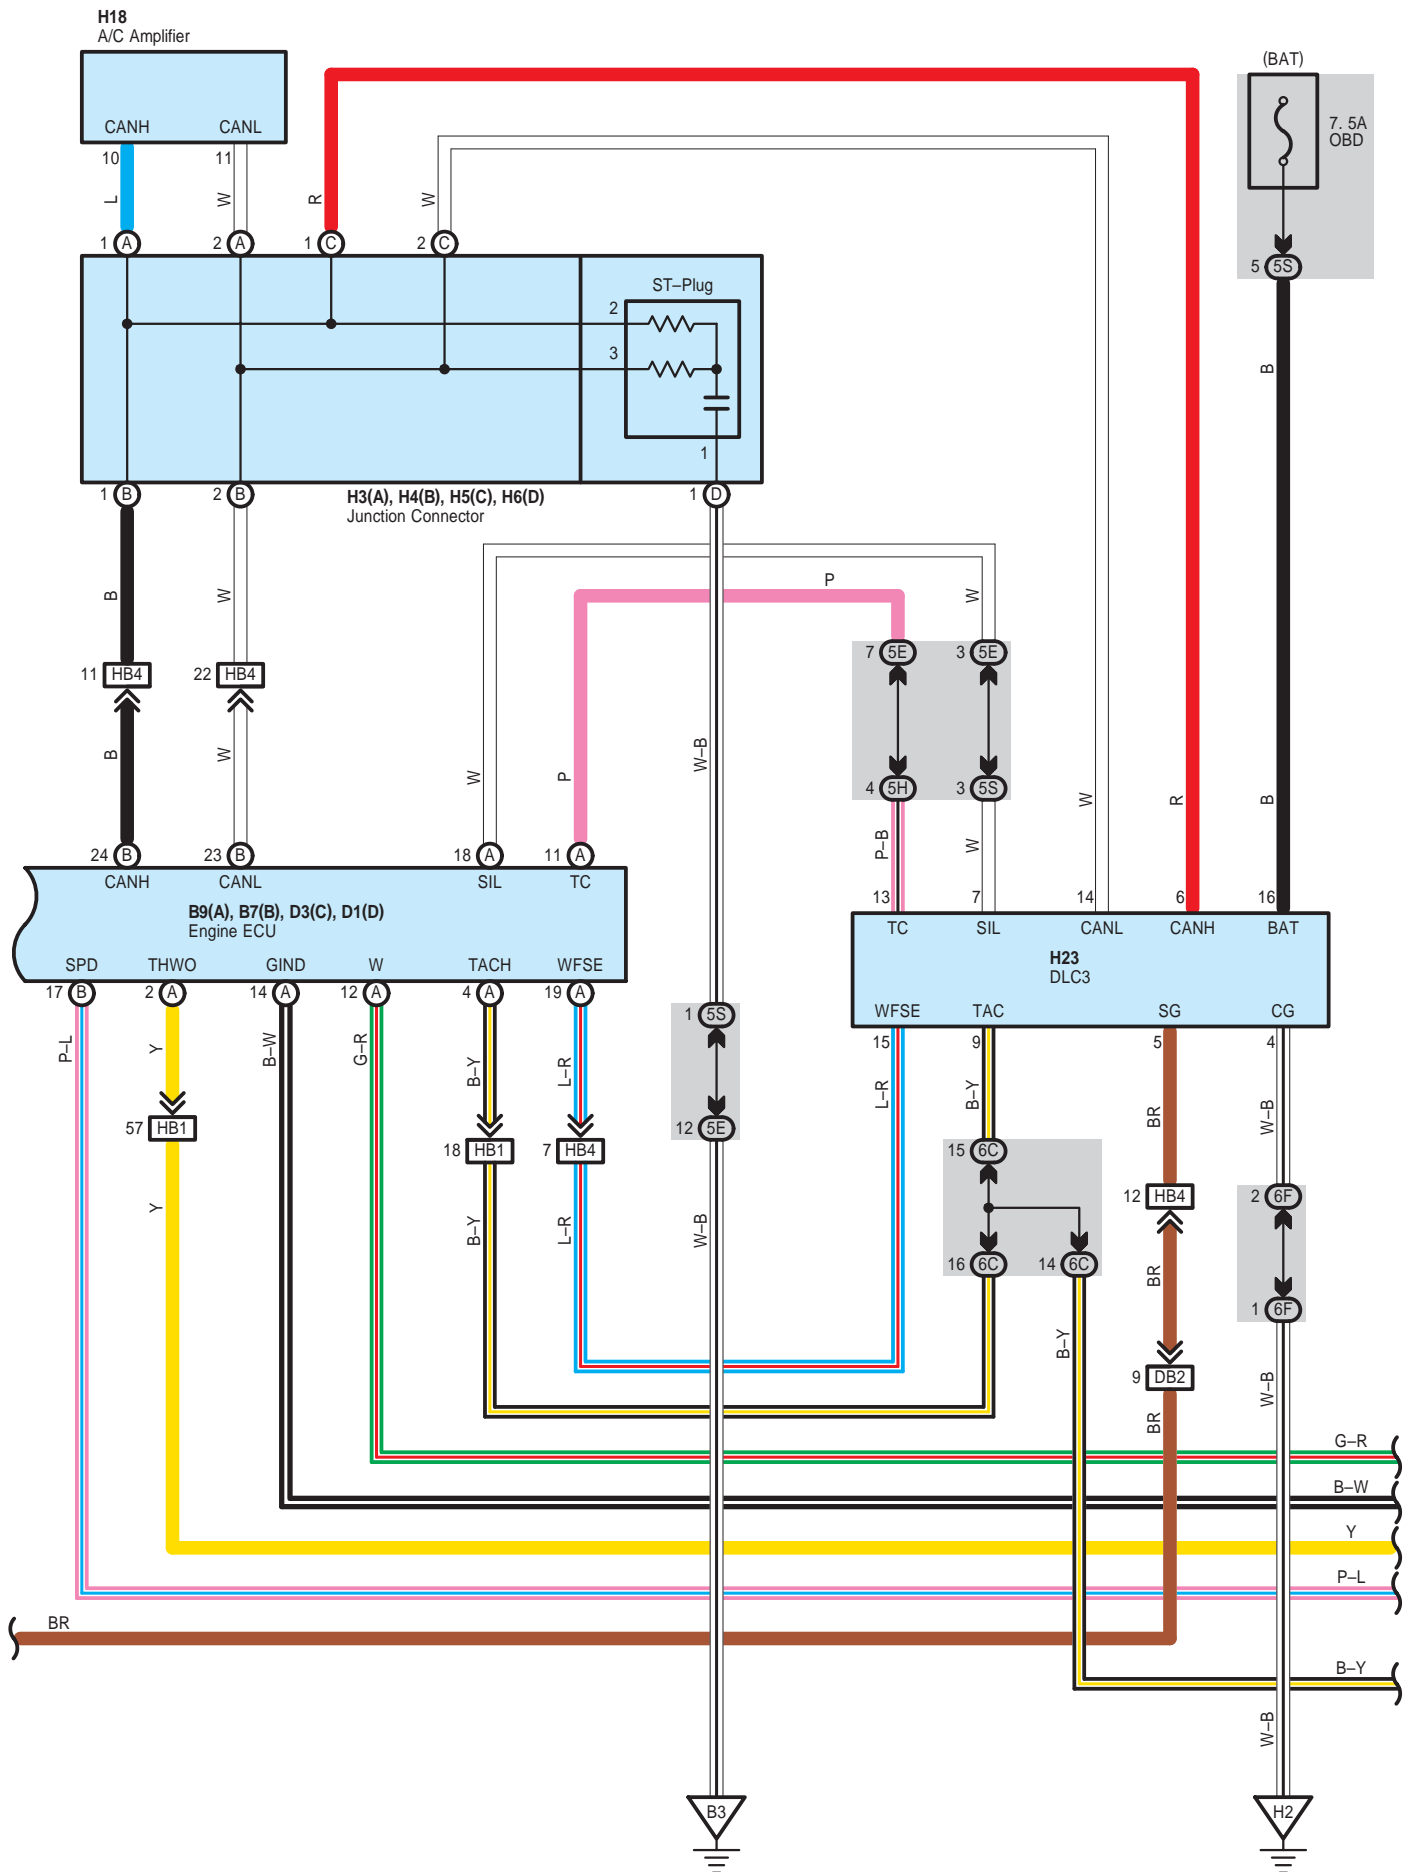 H18
A/C Amplifier
(BAT)
7. 5A
OBD
CANH CANL
10 11
L W R W
1 A 2 A 1 C 2 C
5 5S
ST–Plug
2
3
1
B
1 B 2 B 1 D
H3(A), H4(B), H5(C), H6(D)
Junction Connector
P
B W W
7 5E 3 5E
11 HB4 22 HB4
B W W P W–B
4 5H 3 5S
W R B
P–B W
24 B 23 B 18 A 11 A
CANH CANL SIL TC
13 7 14 6 16
B9(A), B7(B), D3(C), D1(D)
Engine ECU
TC SIL CANL CANH BAT
H23
DLC3
SPD THWO GIND W TACH WFSE
17 B 2 A 14 A 12 A 4 A 19 A
WFSE TAC SG CG
1 5S
15 9 5 4
P–L Y B–W G–R B–Y L–R
L–R B–Y BR W–B
57 HB1
12 5E
18 HB1 7 HB4
15 6C
12 HB4 2 6F
Y B–Y L–R W–B
16 6C 14 6C
BR
1 6F
B–Y
9 DB2
W–B
BR
G–R
B–W
Y
P–L
BR
B–Y
W–B
B3 H2